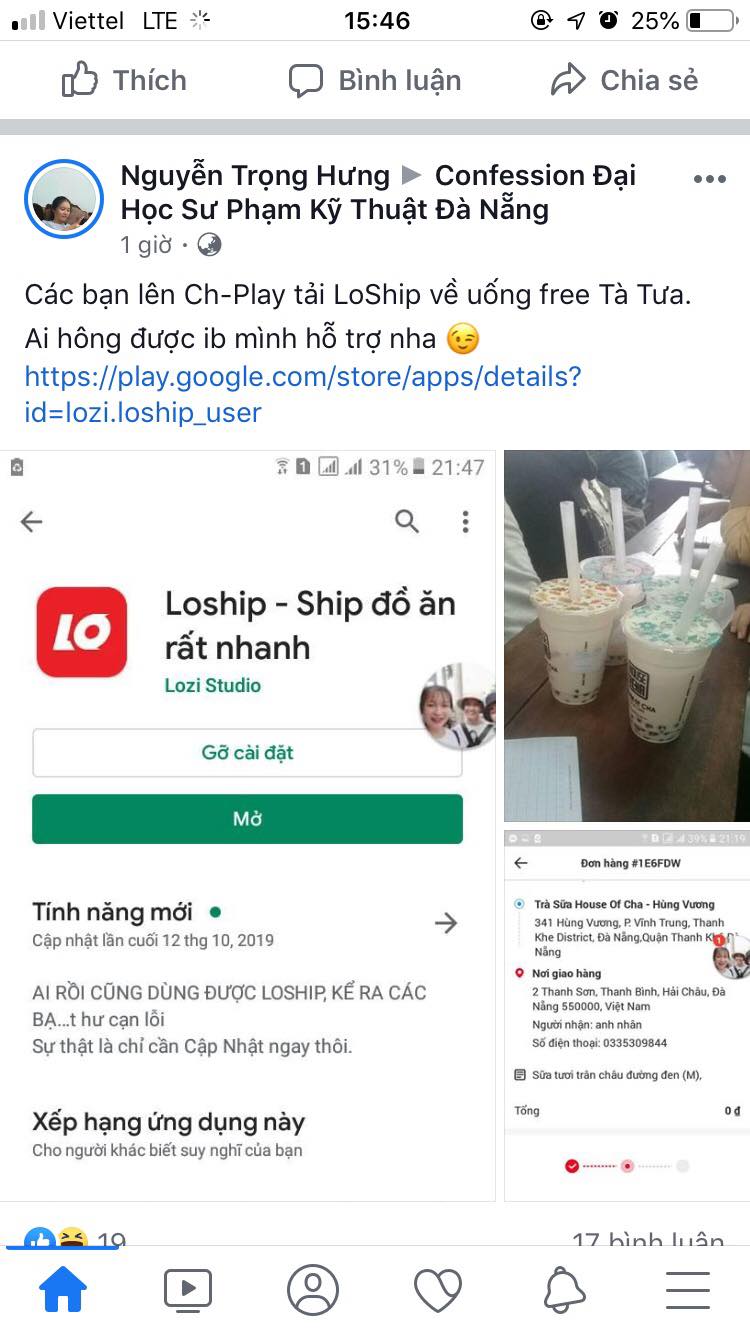 Viettel LTE 15:46 25%
Thích Bình luận Chia sẻ
Nguyễn Trọng Hưng ▶ Confession Đại
Học Sư Phạm Kỹ Thuật Đà Nẵng
1 giờ ·
Các bạn lên Ch-Play tải LoShip về uống free Tà Tưa.
Ai hông được ib mình hỗ trợ nha 😉
https://play.google.com/store/apps/details?
id=lozi.loship_user
1 31% 21:47
LO
Loship - Ship đồ ăn
rất nhanh
Lozi Studio
Gỡ cài đặt
Mở
Tính năng mới
Cập nhật lần cuối 12 thg 10, 2019
AI RỒI CŨNG DÙNG ĐƯỢC LOSHIP, KỂ RA CÁC
BẠ...t hư cạn lỗi
Sự thật là chỉ cần Cập Nhật ngay thôi.
Xếp hạng ứng dụng này
Cho người khác biết suy nghĩ của bạn
HOUSE
39% 21:19
Đơn hàng #1E6FDW
Trà Sữa House Of Cha - Hùng Vương
341 Hùng Vương, P. Vĩnh Trung, Thanh
Khe District, Đà Nẵng,Quận Thanh
Nẵng
1
Nơi giao hàng
2 Thanh Sơn, Thanh Bình, Hải Châu, Đà
Nẵng 550000, Việt Nam
Người nhận: anh nhân
Số điện thoại: 0335309844
Sữa tươi trân châu đường đen (M),
Tổng 0 đ
19 17 bình luận